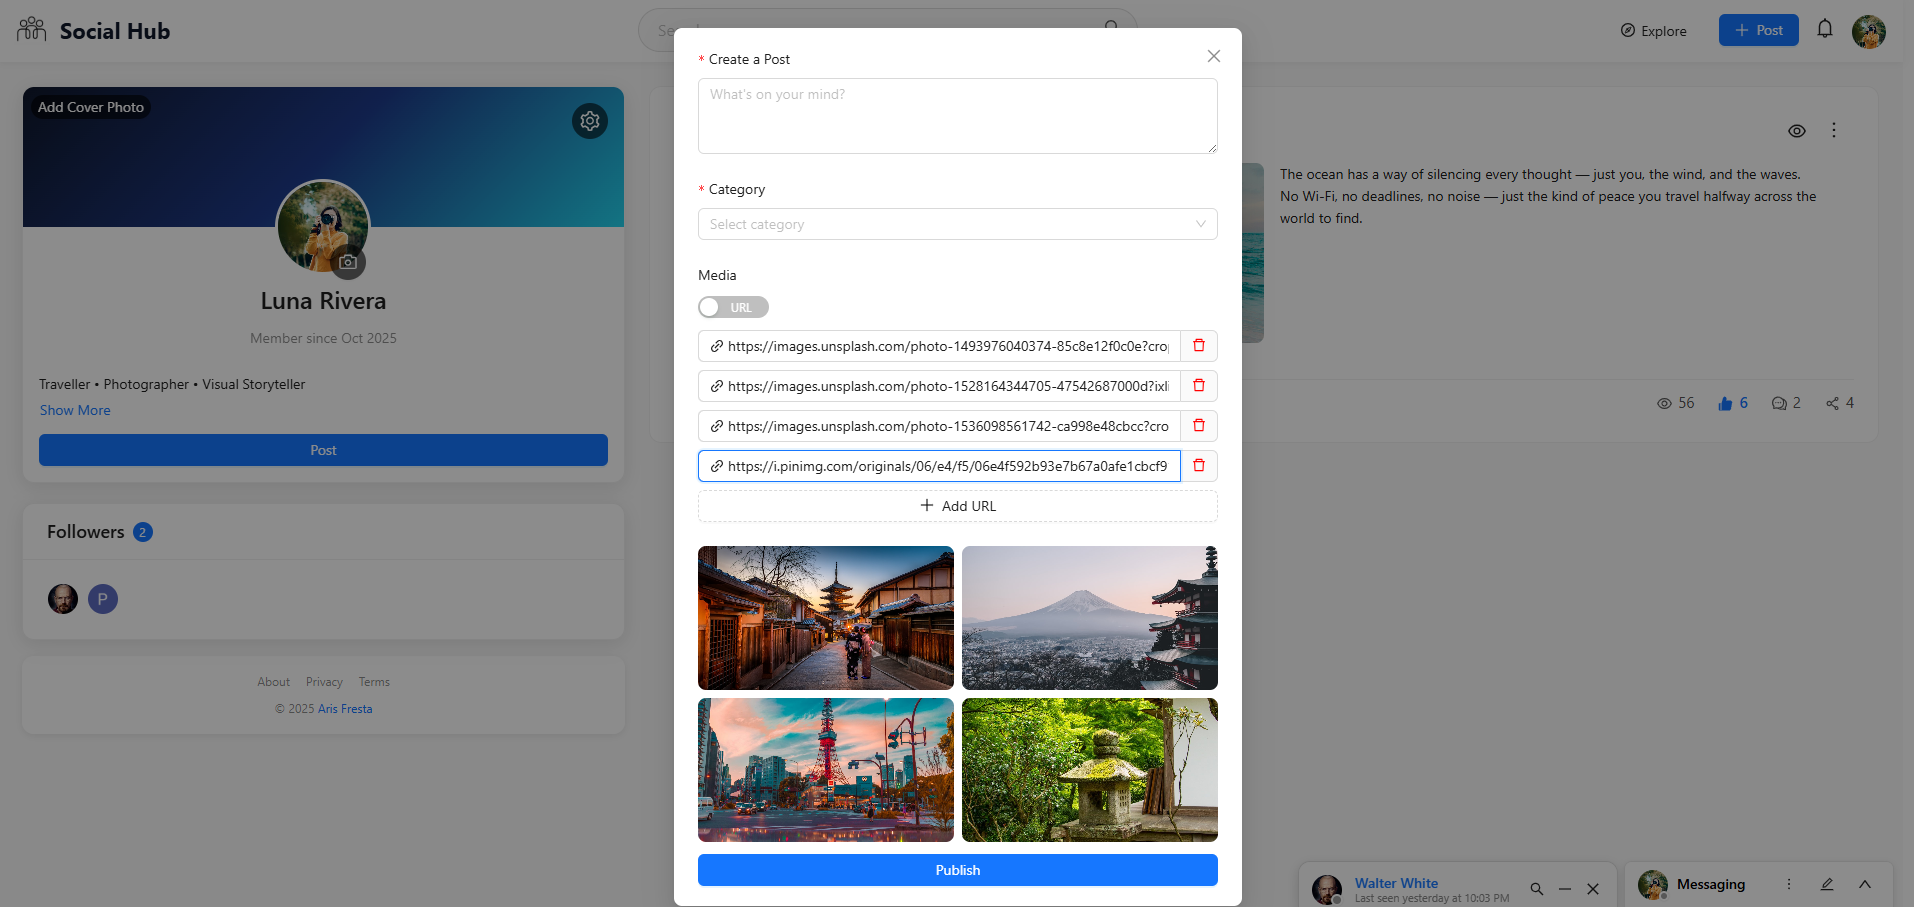 Social Hub
Explore
Post
Add Cover Photo
Luna Rivera
Member since Oct 2025
Traveller • Photographer • Visual Storyteller
Show More
Post
Followers 2
P
About Privacy Terms
© 2025 Aris Fresta
* Create a Post
What's on your mind?
* Category
Select category
Media
URL
https://images.unsplash.com/photo-1493976040374-85c8e12f0c0e?cro
https://images.unsplash.com/photo-1528164344705-47542687000d?ixli
https://images.unsplash.com/photo-1536098561742-ca998e48cbcc?cro
https://i.pinimg.com/originals/06/e4/f5/06e4f592b93e7b67a0afe1cbcf9
Add URL
Publish
The ocean has a way of silencing every thought — just you, the wind, and the waves.
No Wi-Fi, no deadlines, no noise — just the kind of peace you travel halfway across the
world to find.
56 6 2 4
Walter White
Last seen yesterday at 10:03 PM
Messaging